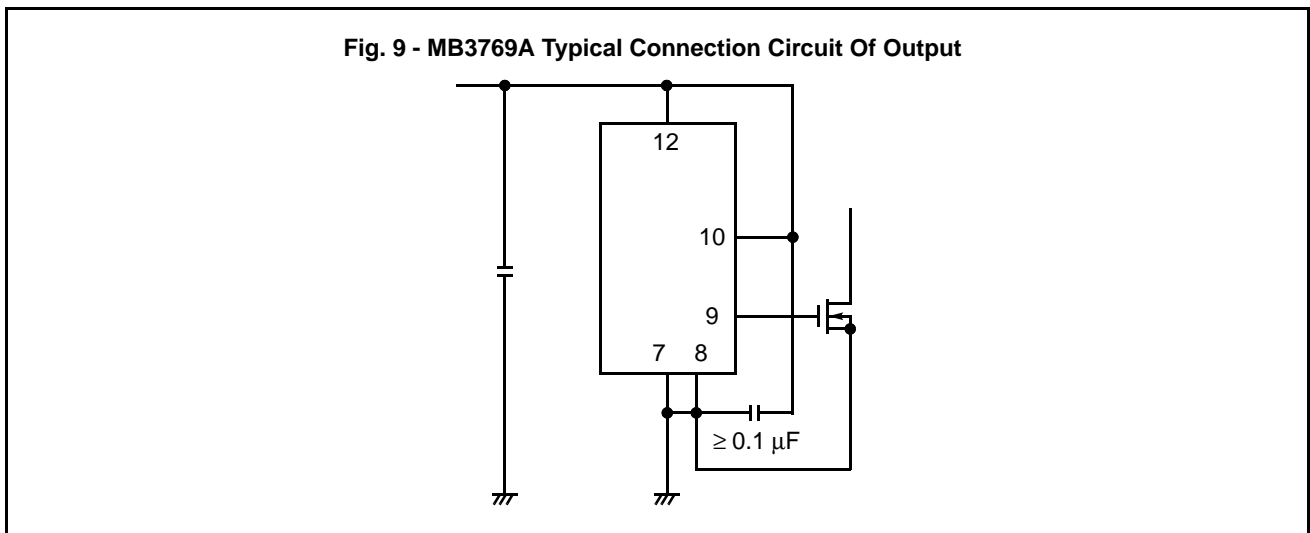 Fig. 9 - MB3769A Typical Connection Circuit Of Output
12
10
9
7 8
≥ 0.1 μF